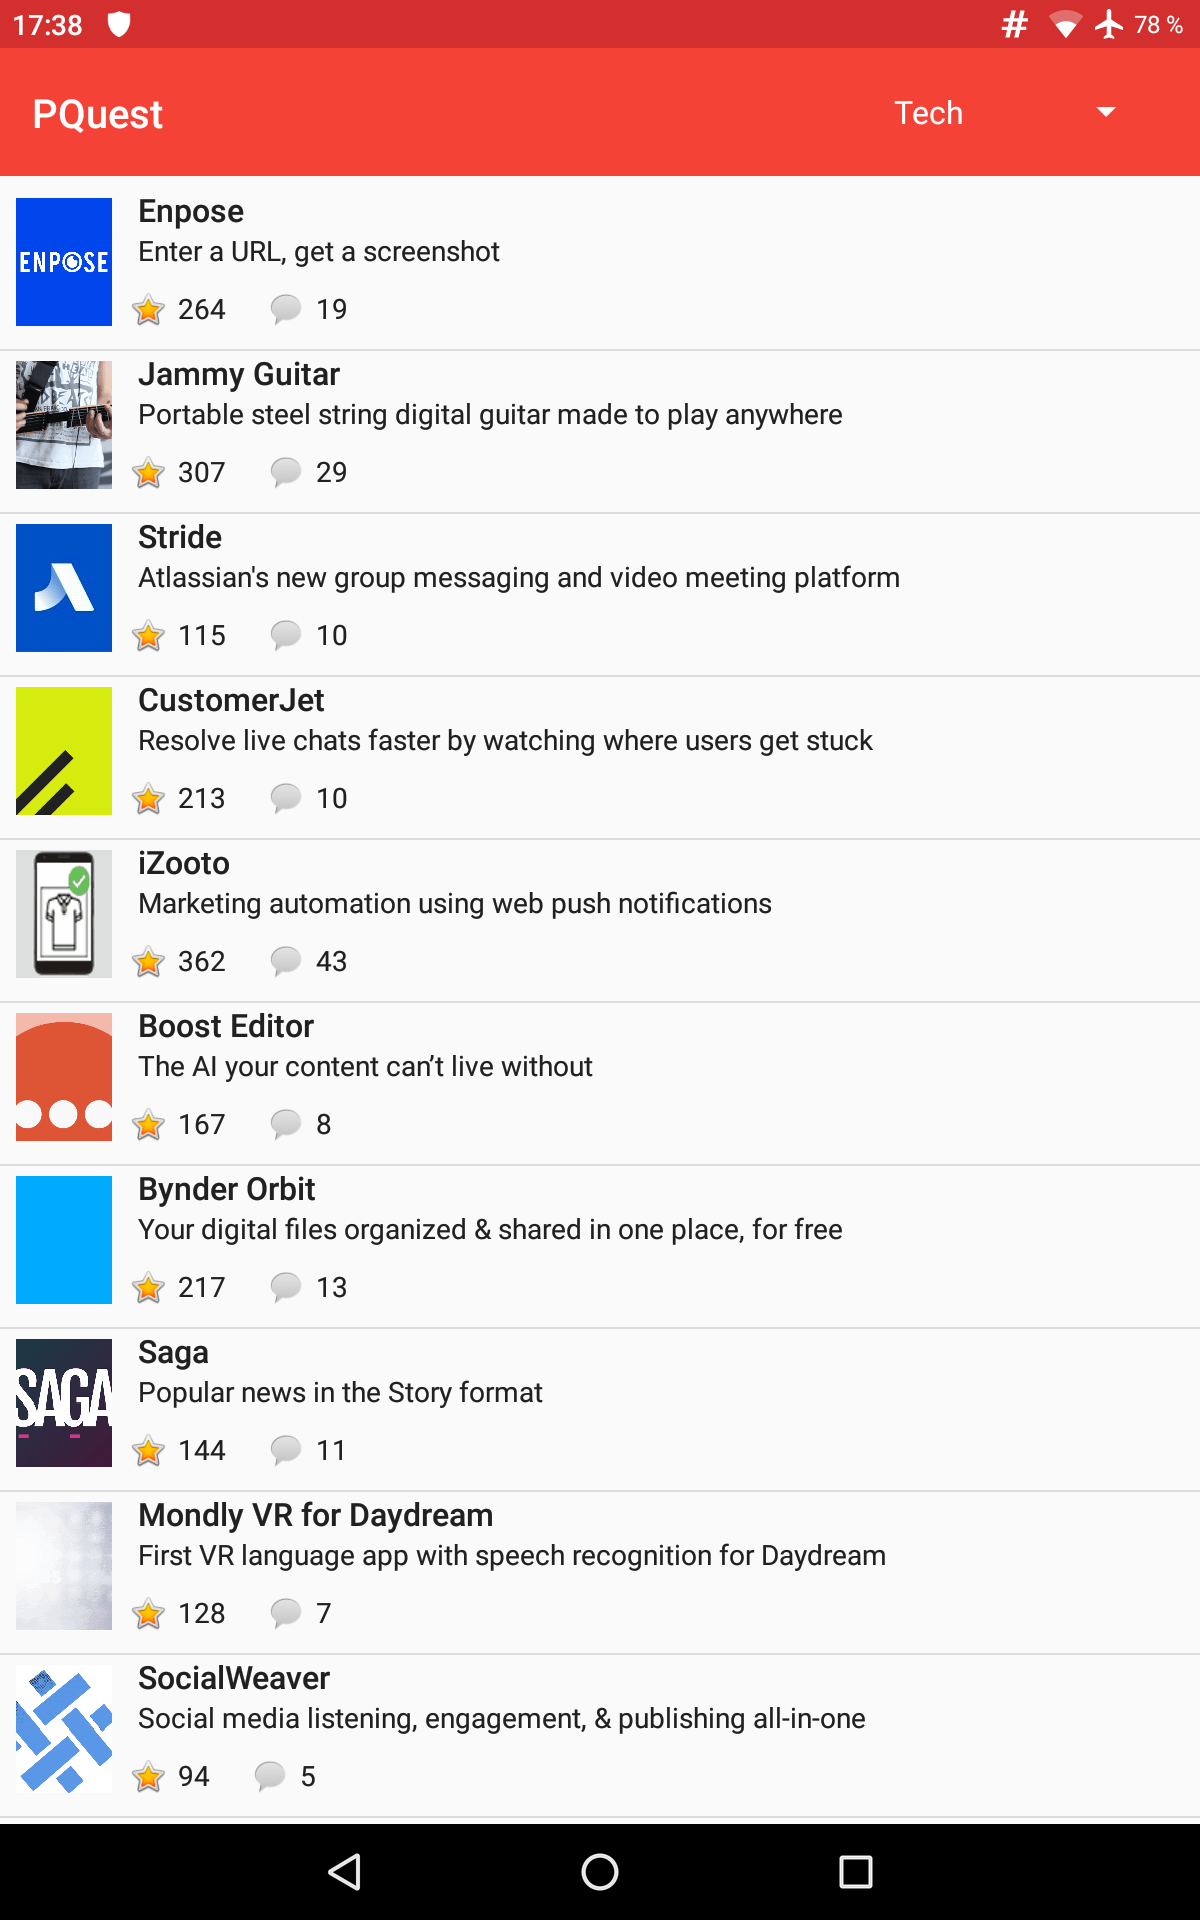 17:38
78 %
PQuest
Tech
ENPOSE
Enpose
Enter a URL, get a screenshot
264 19
Jammy Guitar
Portable steel string digital guitar made to play anywhere
307 29
Stride
Atlassian's new group messaging and video meeting platform
115 10
CustomerJet
Resolve live chats faster by watching where users get stuck
213 10
iZooto
Marketing automation using web push notifications
362 43
Boost Editor
The AI your content can’t live without
167 8
Bynder Orbit
Your digital files organized & shared in one place, for free
217 13
SAGA
Saga
Popular news in the Story format
144 11
Mondly VR for Daydream
First VR language app with speech recognition for Daydream
128 7
SocialWeaver
Social media listening, engagement, & publishing all-in-one
94 5